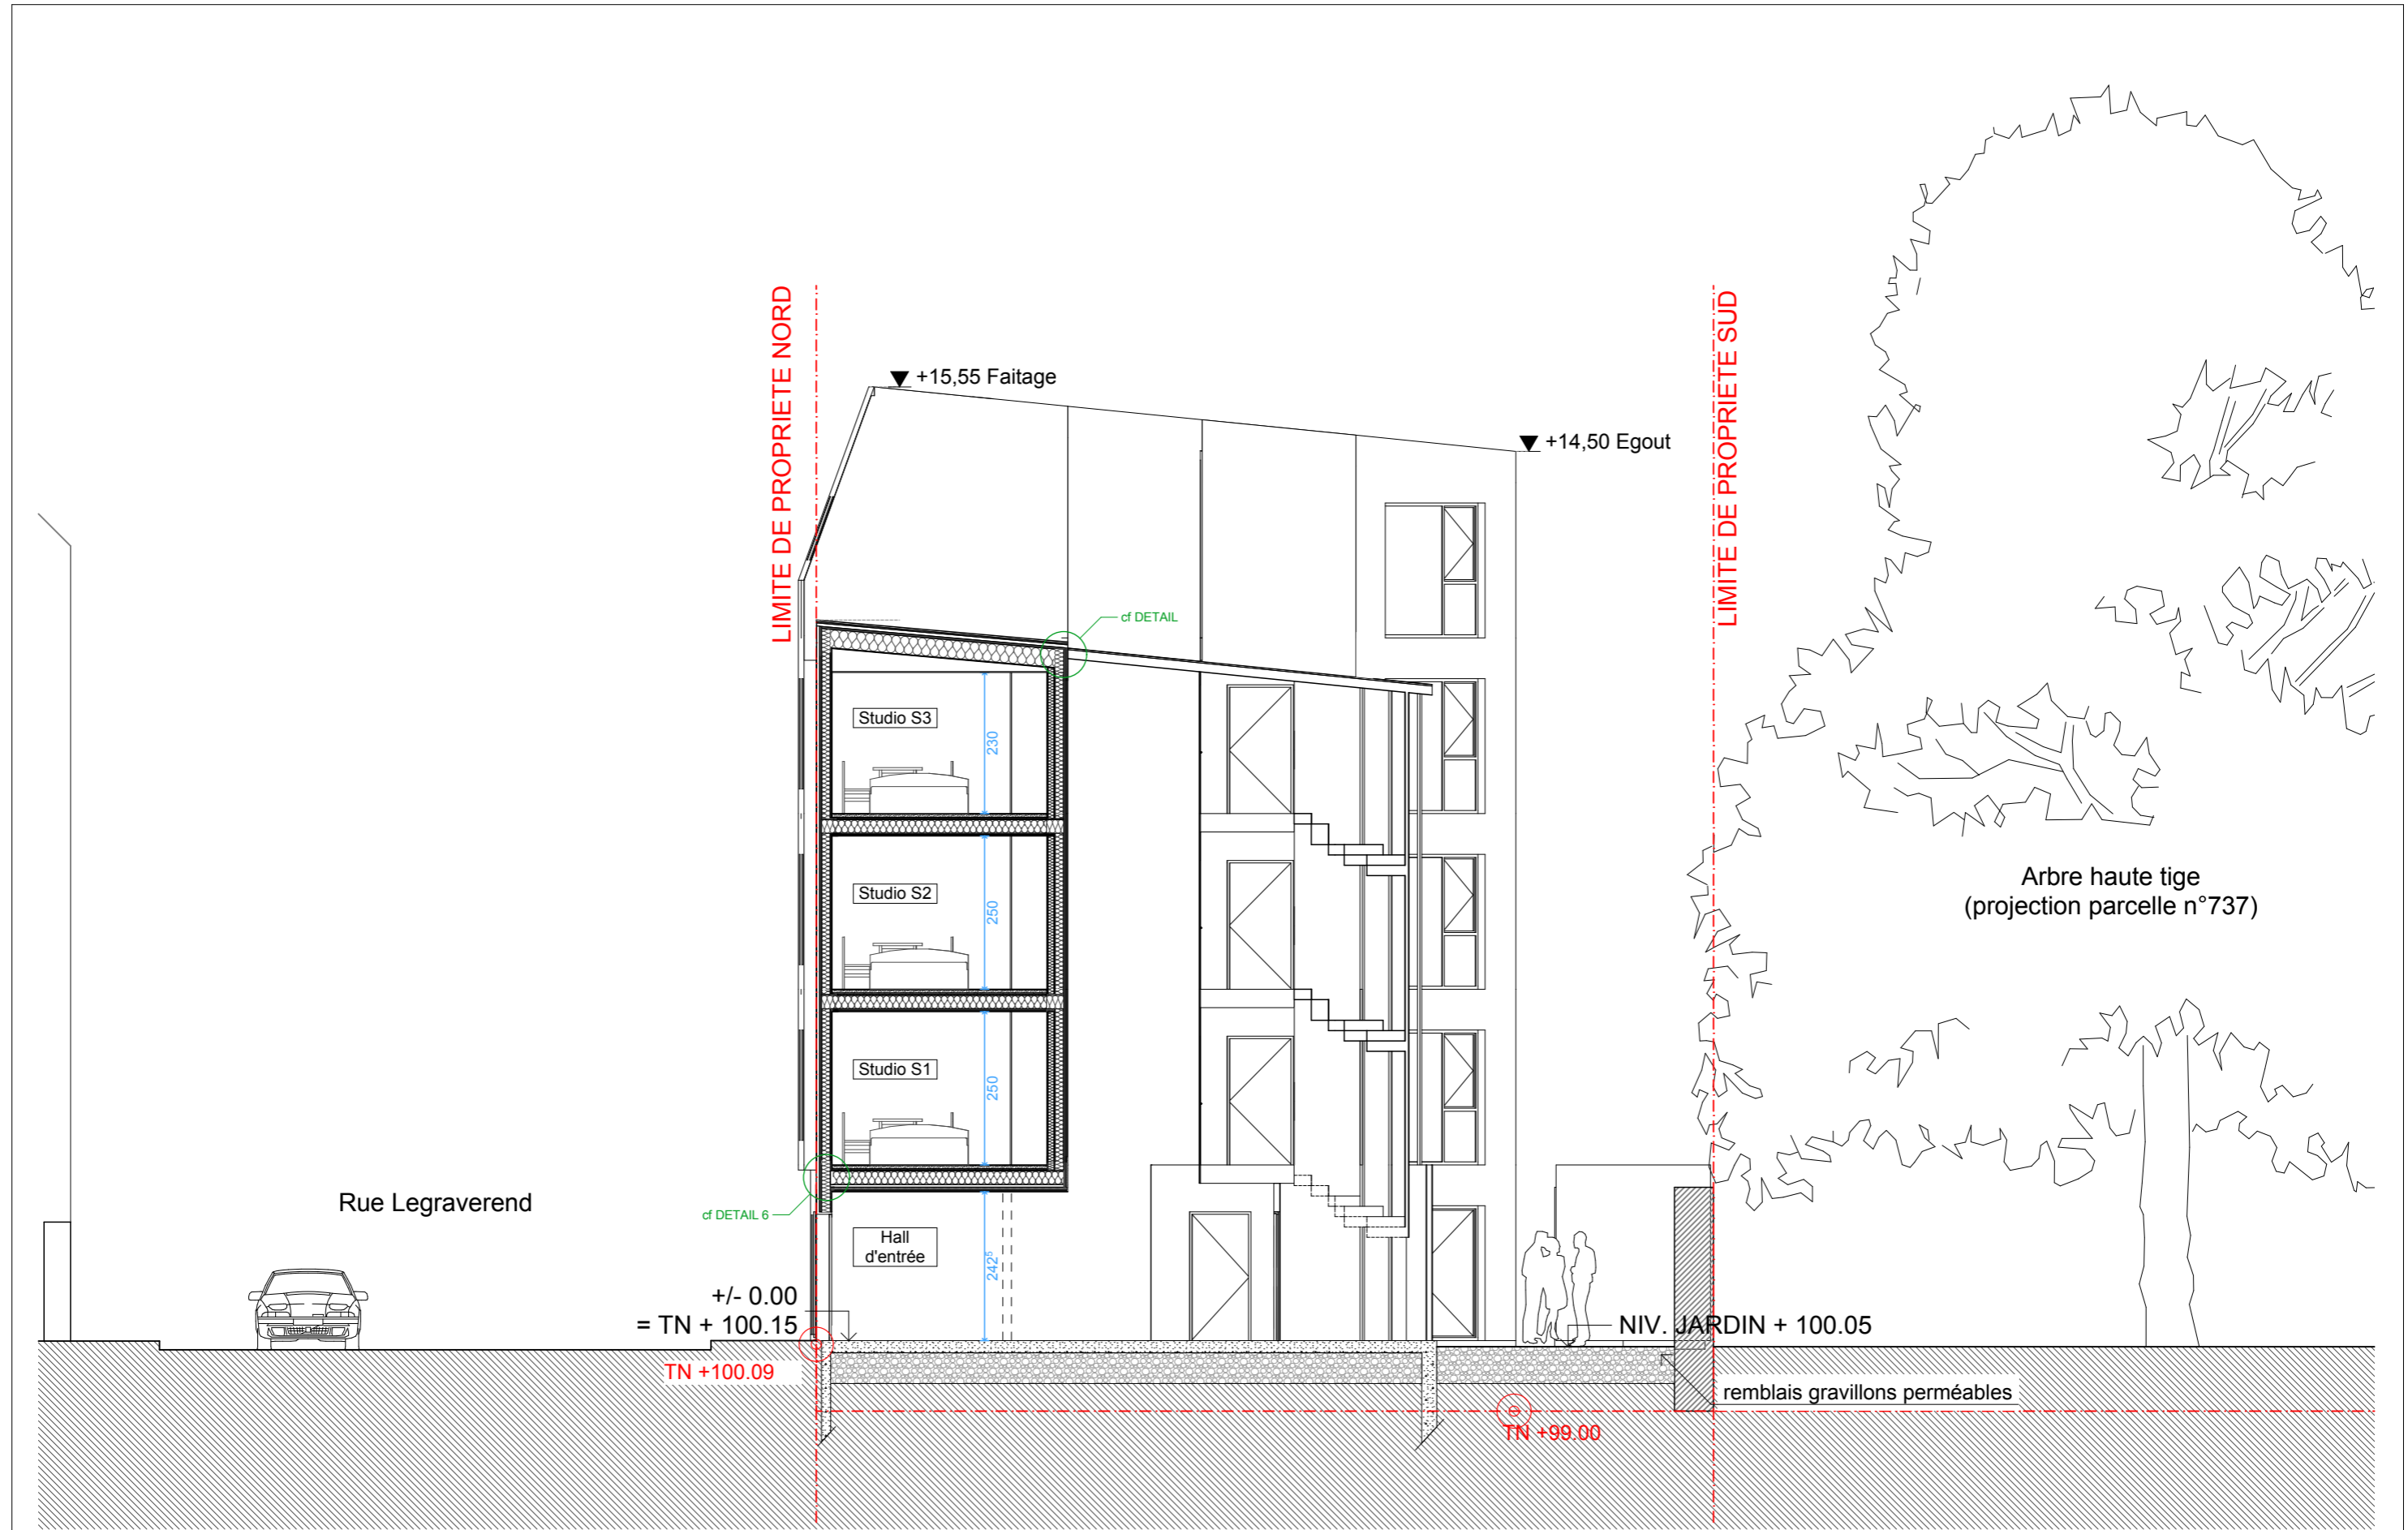 LIMITE DE PROPRIETE NORD
LIMITE DE PROPRIETE SUD
+15,55 Faitage
+14,50 Egout
cf DETAIL
Studio S3
230
Studio S2
250
Arbre haute tige
(projection parcelle n°737)
Studio S1
250
Rue Legraverend
cf DETAIL 6
Hall
d'entrée
242⁵
+/- 0.00
= TN + 100.15
NIV. JARDIN + 100.05
TN +100.09
remblais gravillons perméables
TN +99.00